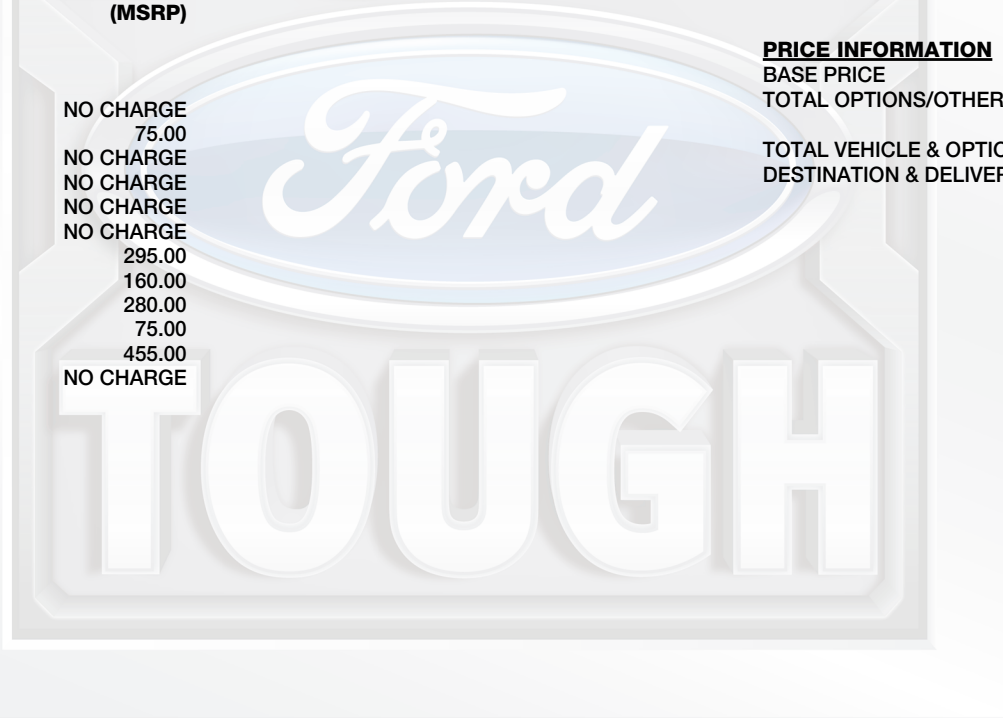 (MSRP)
NO CHARGE
75.00
NO CHARGE
NO CHARGE
NO CHARGE
NO CHARGE
295.00
160.00
280.00
75.00
455.00
NO CHARGE
PRICE INFORMATION
BASE PRICE
TOTAL OPTIONS/OTHER
TOTAL VEHICLE & OPTIO
DESTINATION & DELIVER
Ford
TOUGH